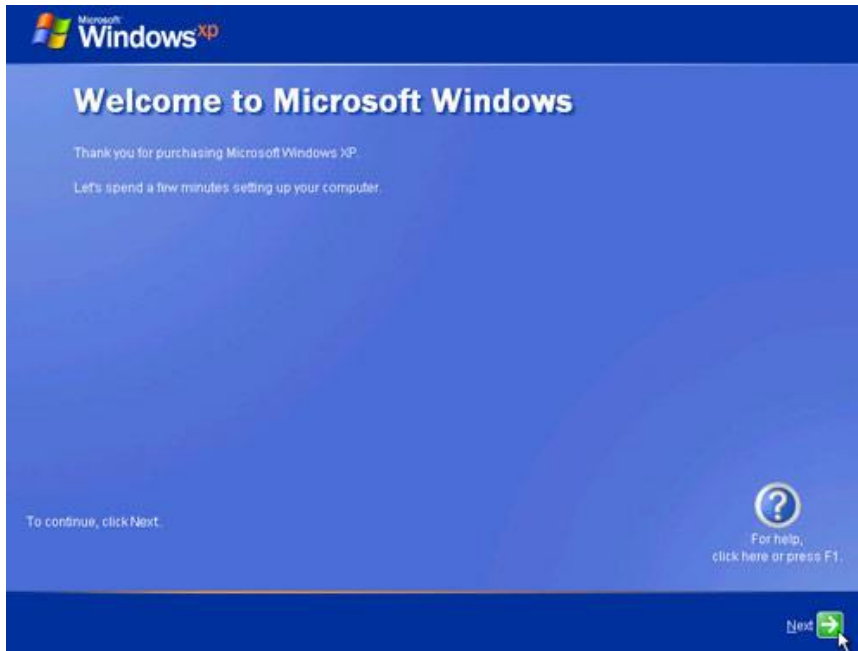 Microsoft
Windows xp
Welcome to Microsoft Windows
Thank you for purchasing Microsoft Windows XP.
Let's spend a few minutes setting up your computer.
To continue, click Next.
For help,
click here or press F1.
Next